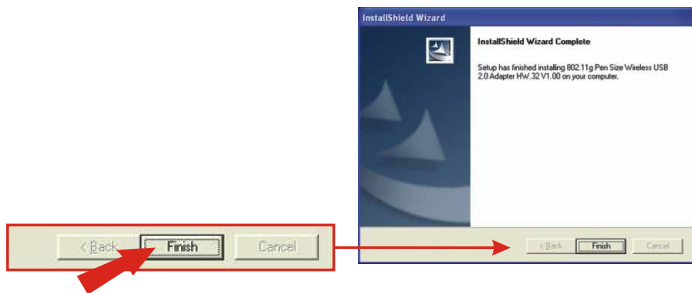 InstallShield Wizard
InstallShield Wizard Complete
Setup has finished installing 802.11g Pen Size Wireless USB
2.0 Adapter HW.32 V1.00 on your computer.
< Back Finish Cancel
< Back Finish Cancel